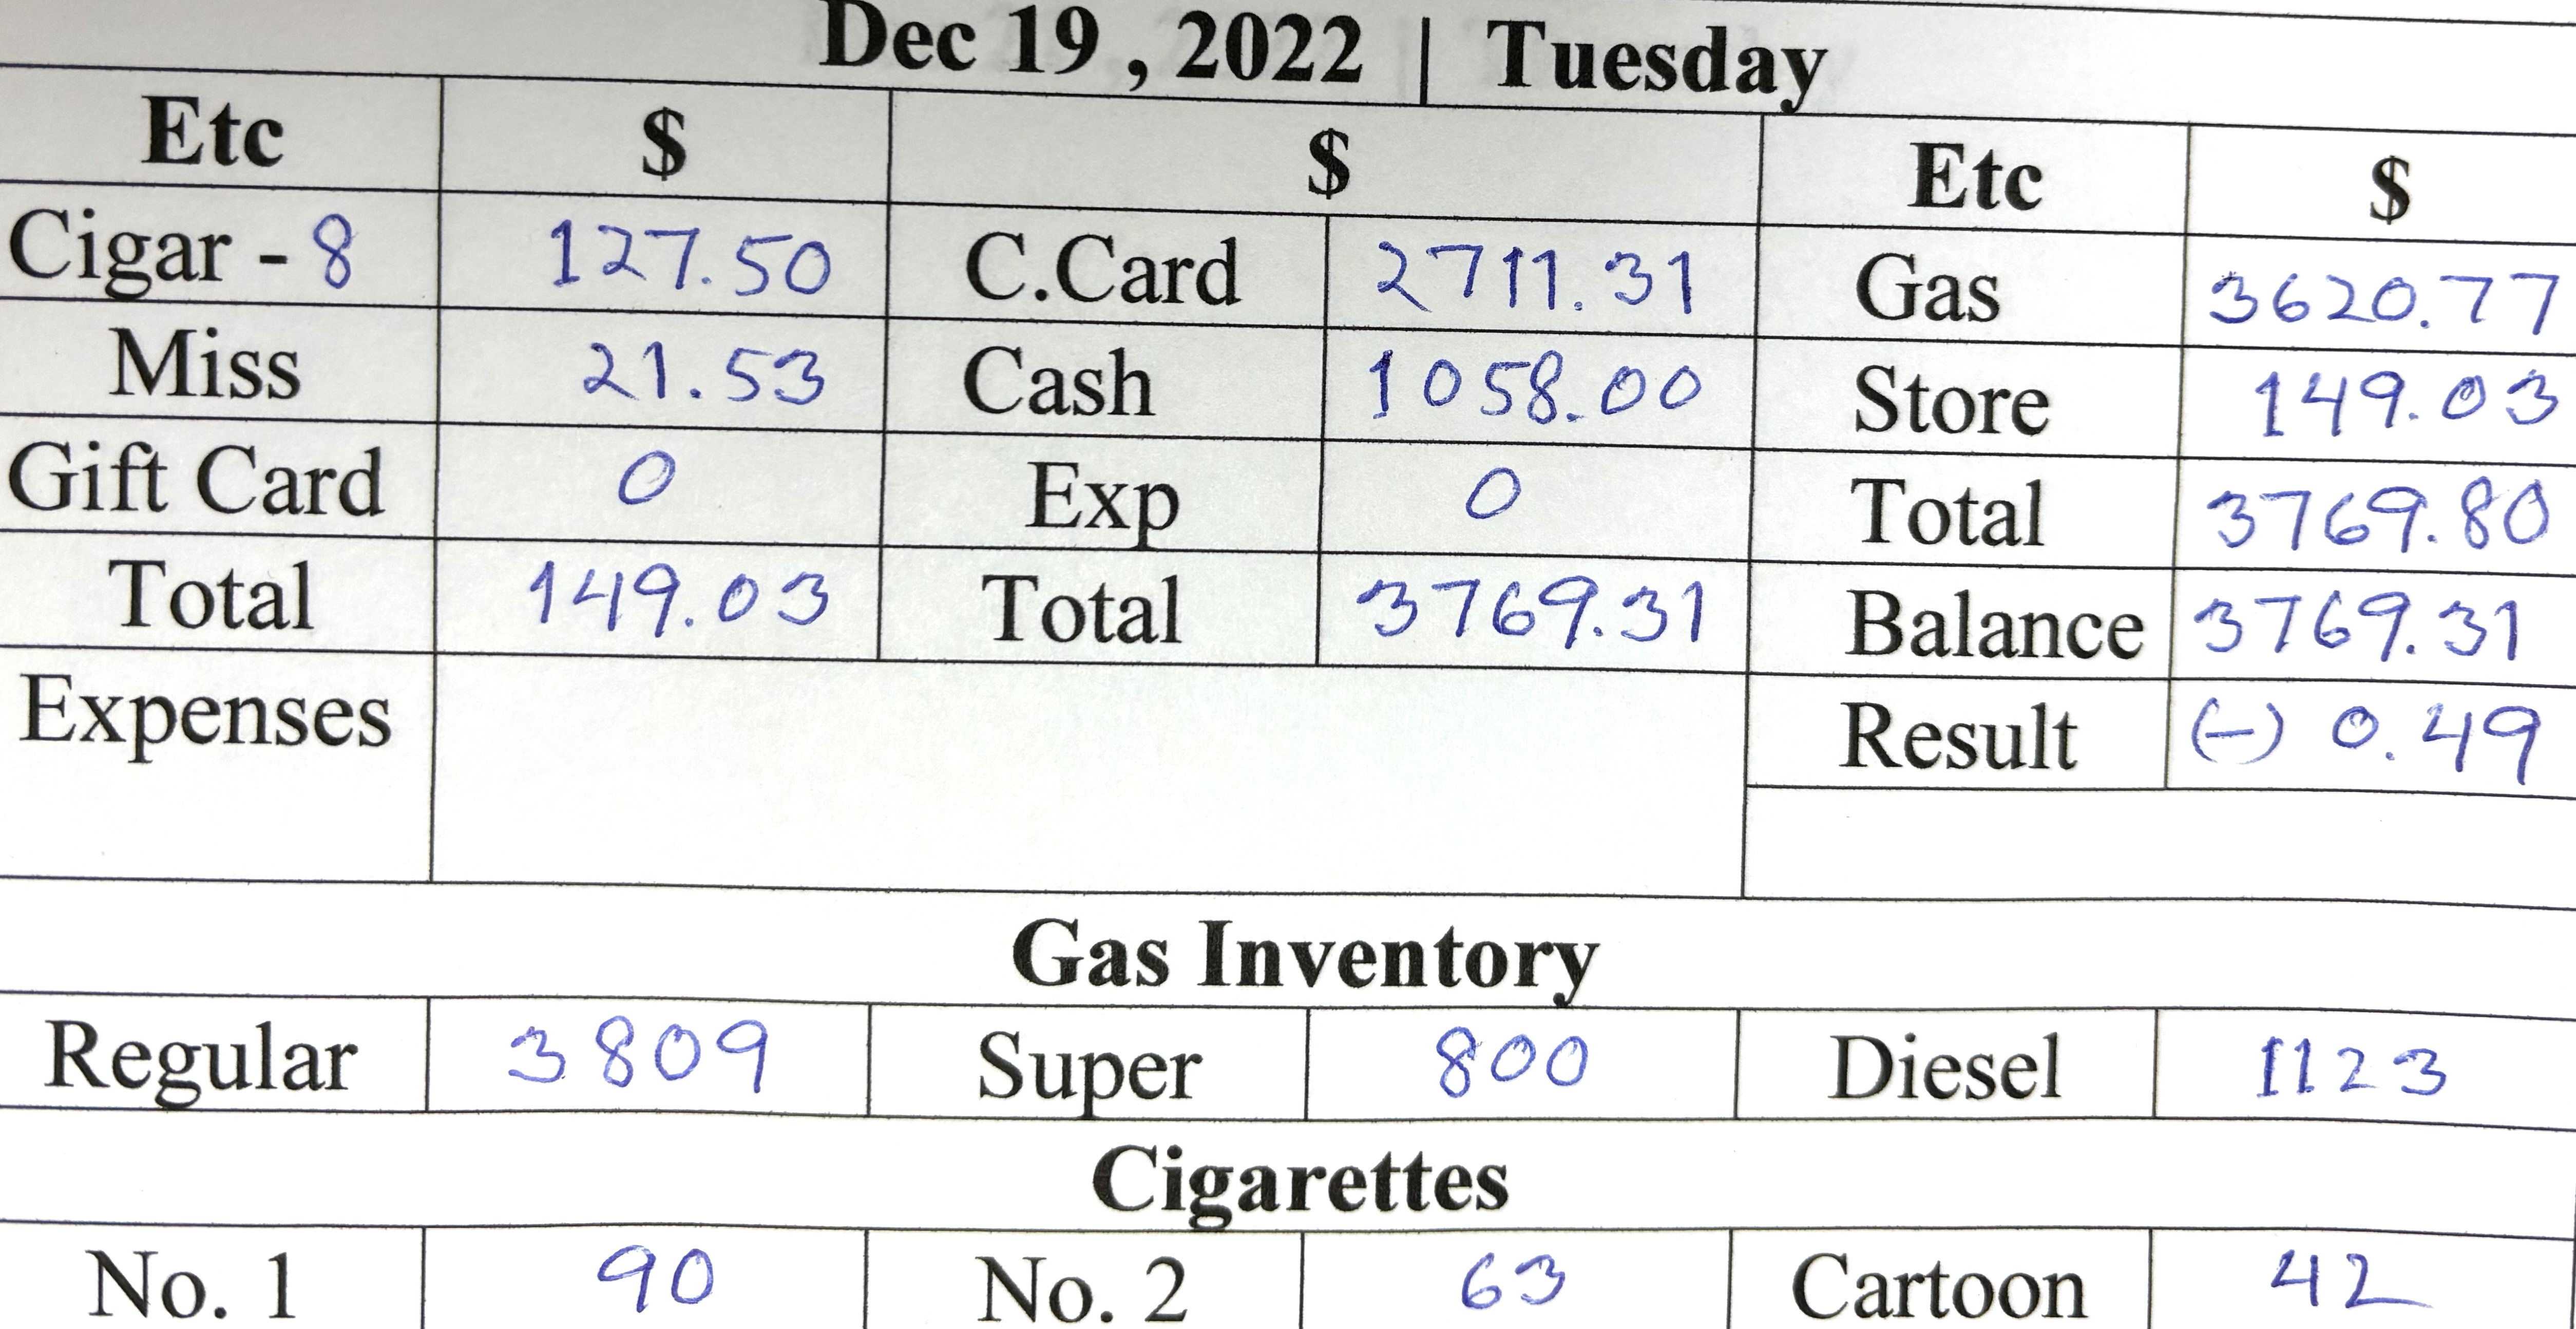 Dec 19 , 2022 | Tuesday
Etc $ $ Etc $
Cigar - 8 127.50 C.Card 2711.31 Gas 3620.77
Miss 21.53 Cash 1058.00 Store 149.03
Gift Card 0 Exp 0 Total 3769.80
Total 149.03 Total 3769.31 Balance 3769.31
Expenses Result (-) 0.49
Gas Inventory
Regular 3809 Super 800 Diesel 1123
Cigarettes
No. 1 90 No. 2 63 Cartoon 42